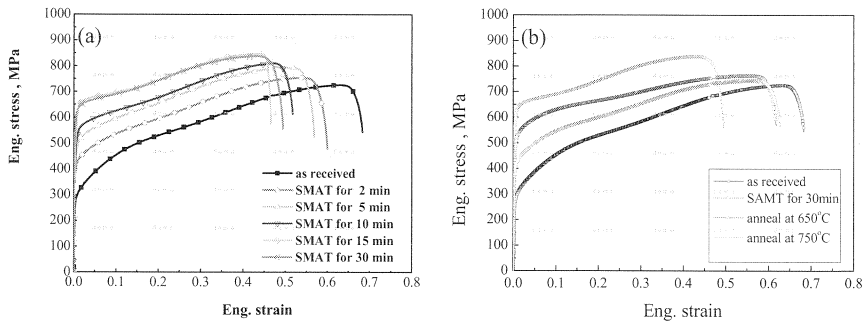 (a)
1000
900
800
700
600
500
400
300
200
100
0
Eng. stress , MPa
0.0 0.1 0.2 0.3 0.4 0.5 0.6 0.7 0.8
Eng. strain
as received
SMAT for 2 min
SMAT for 5 min
SMAT for 10 min
SMAT for 15 min
SMAT for 30 min
(b)
1000
900
800
700
600
500
400
300
200
100
0
Eng. stress , MPa
0.0 0.1 0.2 0.3 0.4 0.5 0.6 0.7 0.8
Eng. strain
as received
SAMT for 30min
anneal at 650°C
anneal at 750°C